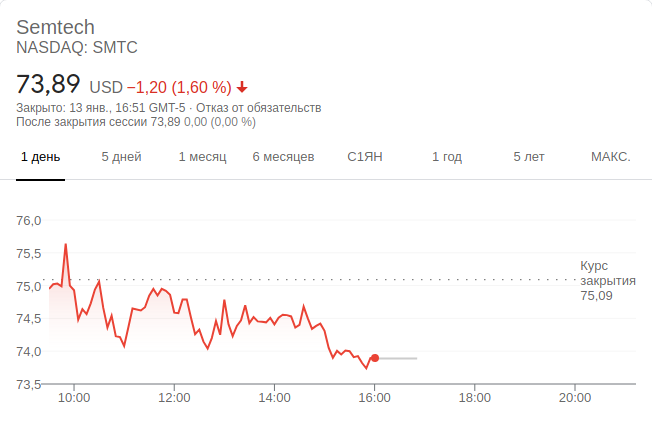 Semtech
NASDAQ: SMTC
73,89 USD −1,20 (1,60 %)
Закрыто: 13 янв., 16:51 GMT-5 · Отказ от обязательств
После закрытия сессии 73,89 0,00 (0,00 %)
1 день 5 дней 1 месяц 6 месяцев С1ЯН 1 год 5 лет МАКС.
76,0
75,5
Курс
закрытия
75,09
75,0
74,5
74,0
73,5
10:00 12:00 14:00 16:00 18:00 20:00